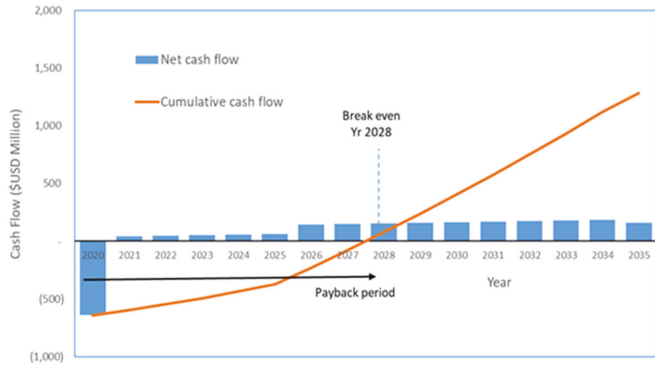 2,000
1,500
1,000
500
-
(500)
(1,000)
Cash Flow ($USD Million)
Net cash flow
Cumulative cash flow
Break even
Yr 2028
2020 2021 2022 2023 2024 2025 2026 2027 2028 2029 2030 2031 2032 2033 2034 2035
Year
Payback period